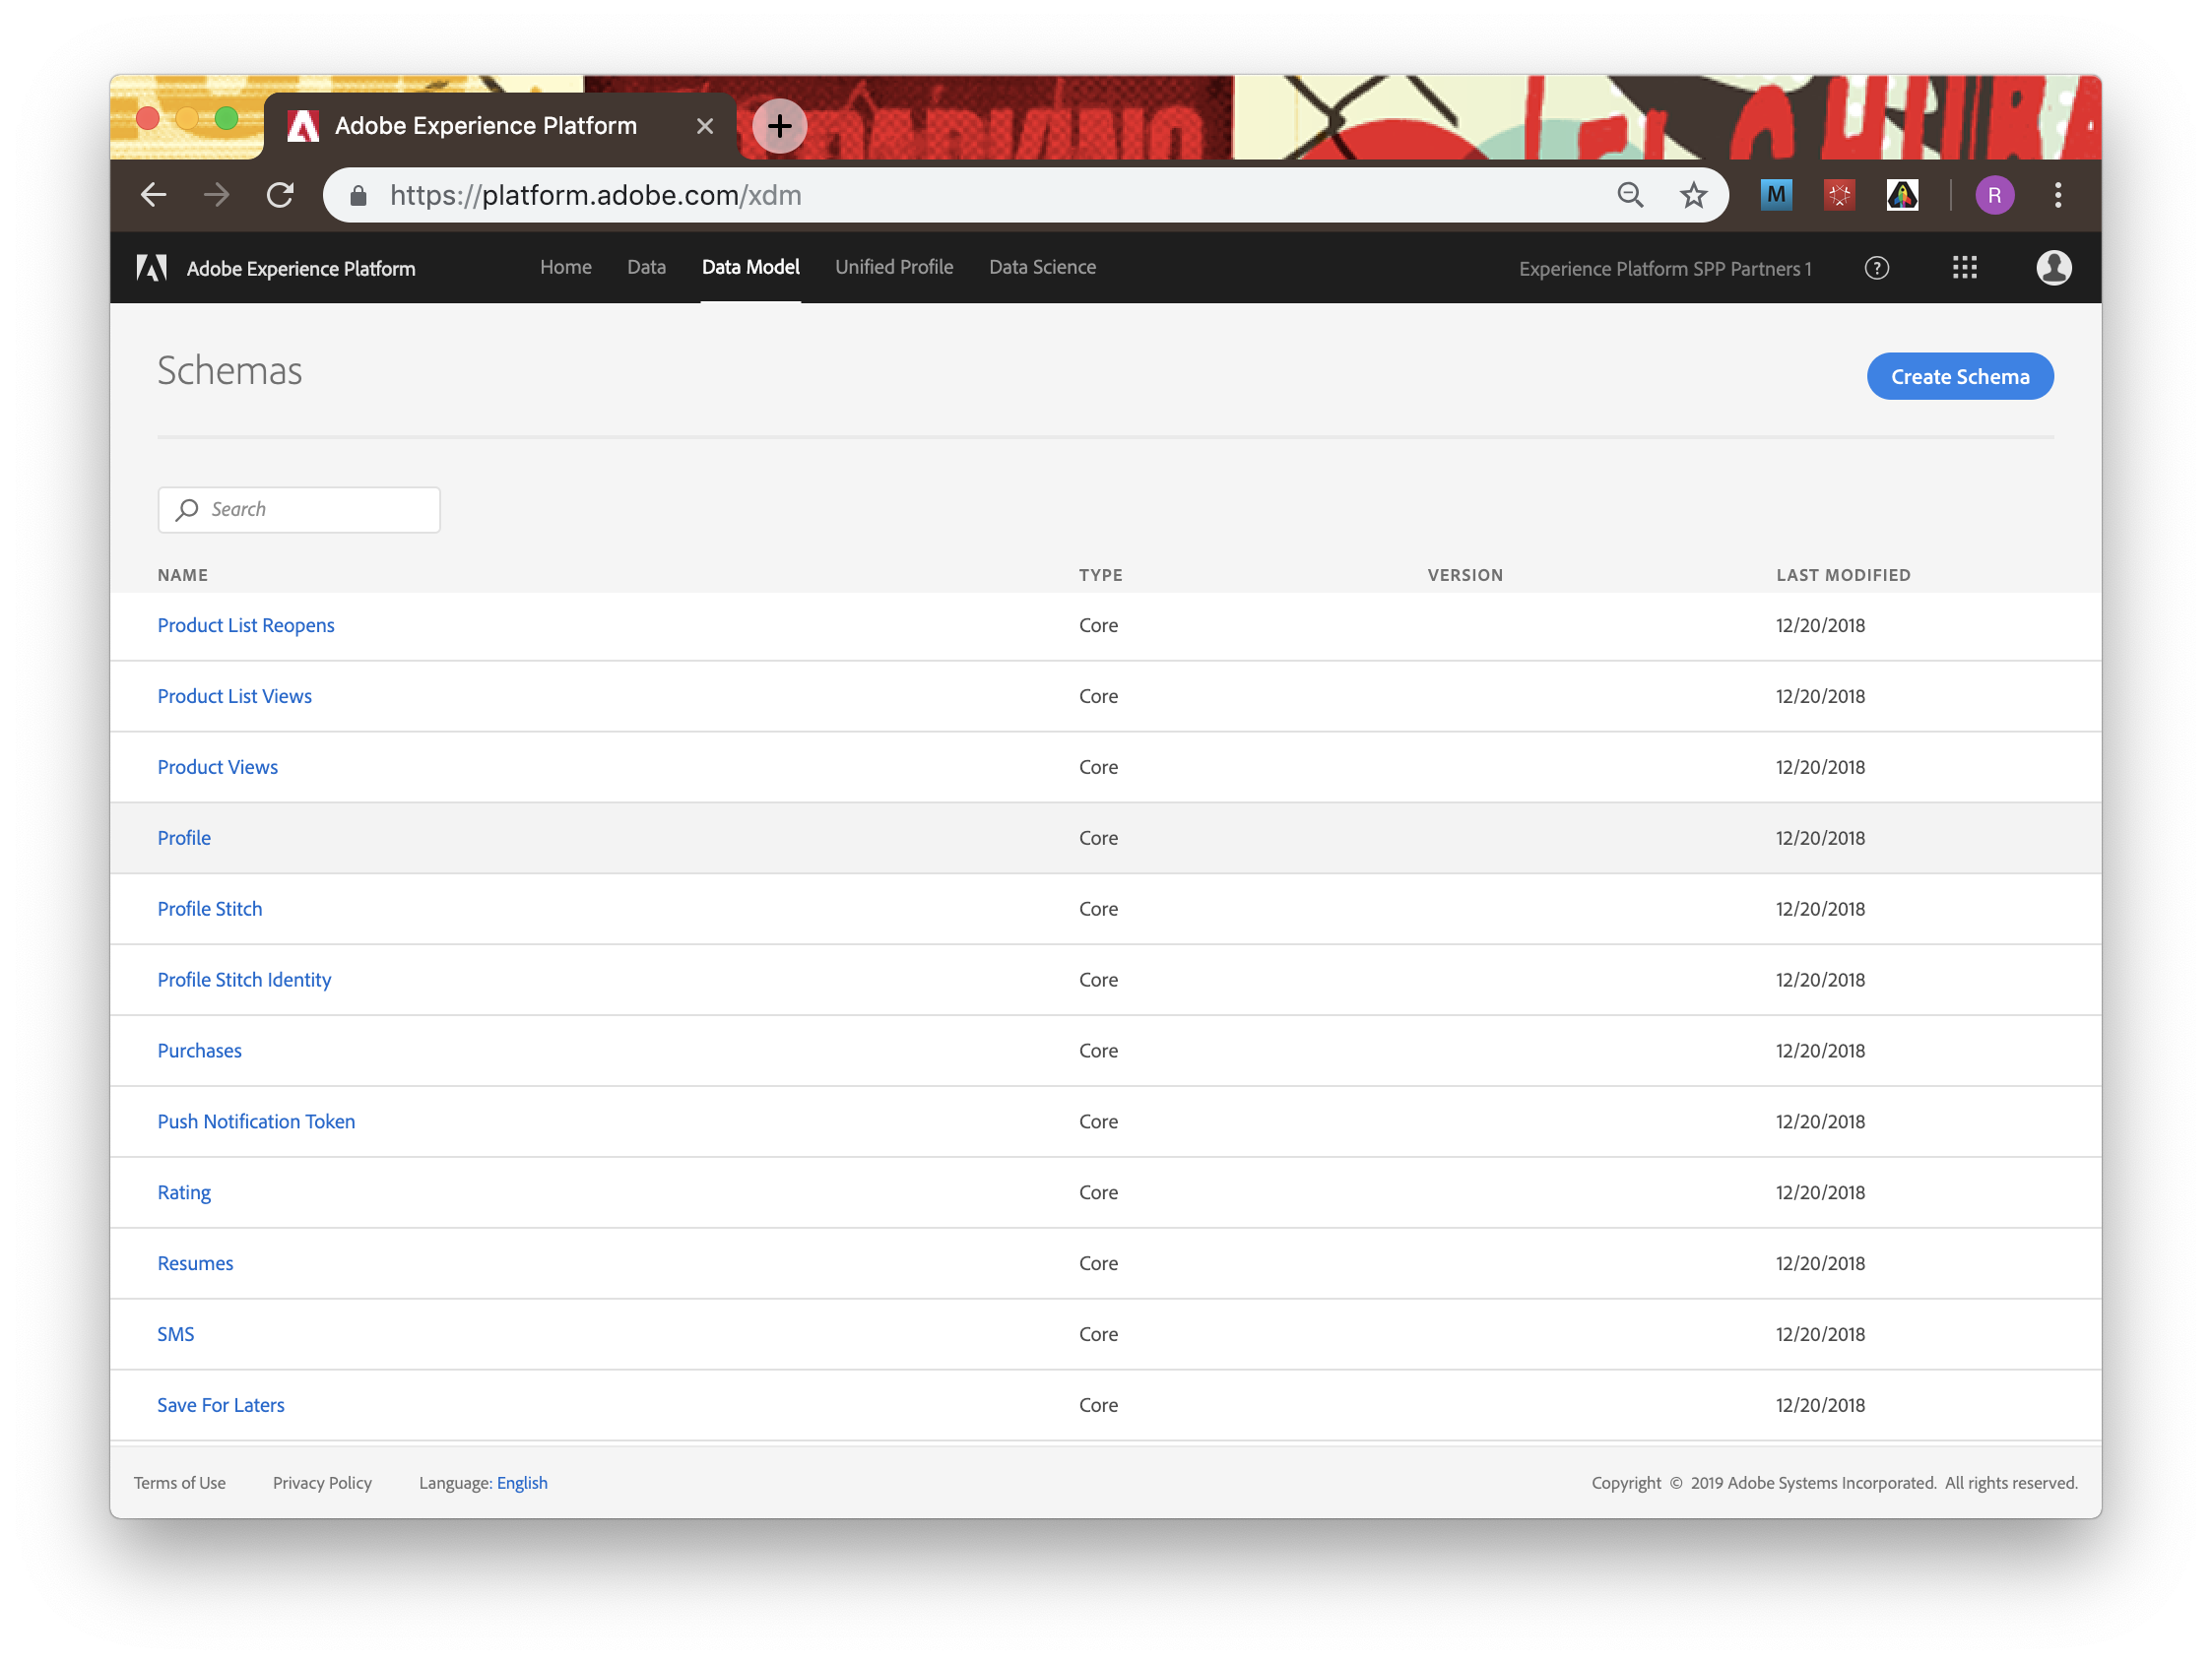 Adobe Experience Platform
https://platform.adobe.com/xdm
M
R
Adobe Experience Platform Home Data Data Model Unified Profile Data Science Experience Platform SPP Partners 1 ?
Schemas
Create Schema
Search
NAME TYPE VERSION LAST MODIFIED
Product List Reopens Core 12/20/2018
Product List Views Core 12/20/2018
Product Views Core 12/20/2018
Profile Core 12/20/2018
Profile Stitch Core 12/20/2018
Profile Stitch Identity Core 12/20/2018
Purchases Core 12/20/2018
Push Notification Token Core 12/20/2018
Rating Core 12/20/2018
Resumes Core 12/20/2018
SMS Core 12/20/2018
Save For Laters Core 12/20/2018
Terms of Use Privacy Policy Language: English Copyright © 2019 Adobe Systems Incorporated. All rights reserved.